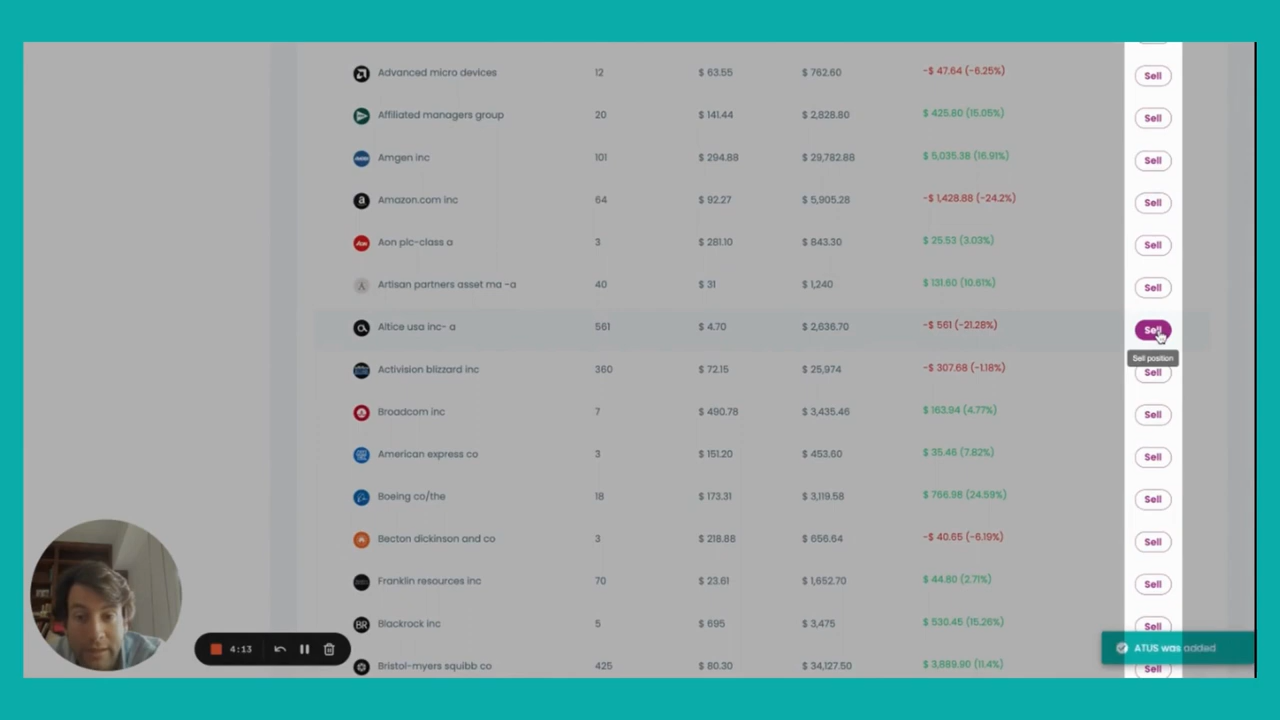 Advanced micro devices 12 $ 63.55 $ 762.60 -$ 47.64 (-6.25%) Sell
Affiliated managers group 20 $ 141.44 $ 2,828.80 $ 425.80 (15.05%) Sell
Amgen inc 101 $ 294.88 $ 29,782.88 $ 5,035.38 (16.91%) Sell
Amazon.com inc 64 $ 92.27 $ 5,905.28 -$ 1,428.88 (-24.2%) Sell
Aon plc-class a 3 $ 281.10 $ 843.30 $ 25.53 (3.03%) Sell
Artisan partners asset ma -a 40 $ 31 $ 1,240 $ 131.60 (10.61%) Sell
Altice usa inc- a 561 $ 4.70 $ 2,636.70 -$ 561 (-21.28%) Sell
Sell position
Activision blizzard inc 360 $ 72.15 $ 25,974 -$ 307.68 (-1.18%) Sell
Broadcom inc 7 $ 490.78 $ 3,435.46 $ 163.94 (4.77%) Sell
American express co 3 $ 151.20 $ 453.60 $ 35.46 (7.82%) Sell
Boeing co/the 18 $ 173.31 $ 3,119.58 $ 766.98 (24.59%) Sell
Becton dickinson and co 3 $ 218.88 $ 656.64 -$ 40.65 (-6.19%) Sell
Franklin resources inc 70 $ 23.61 $ 1,652.70 $ 44.80 (2.71%) Sell
BR Blackrock inc 5 $ 695 $ 3,475 $ 530.45 (15.26%) Sell
4:13
ATUS was added
Bristol-myers squibb co 425 $ 80.30 $ 34,127.50 $ 3,889.90 (11.4%) Sell